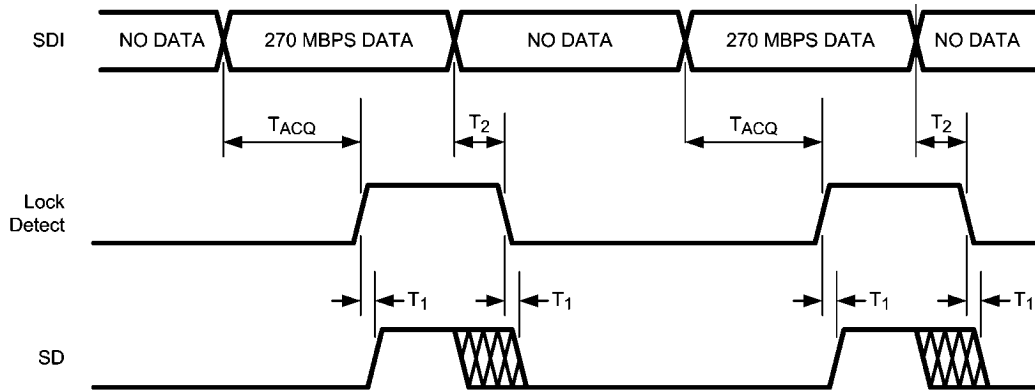 SDI
NO DATA
270 MBPS DATA
NO DATA
270 MBPS DATA
NO DATA
TACQ
T2
TACQ
T2
Lock
Detect
T1
T1
T1
T1
SD